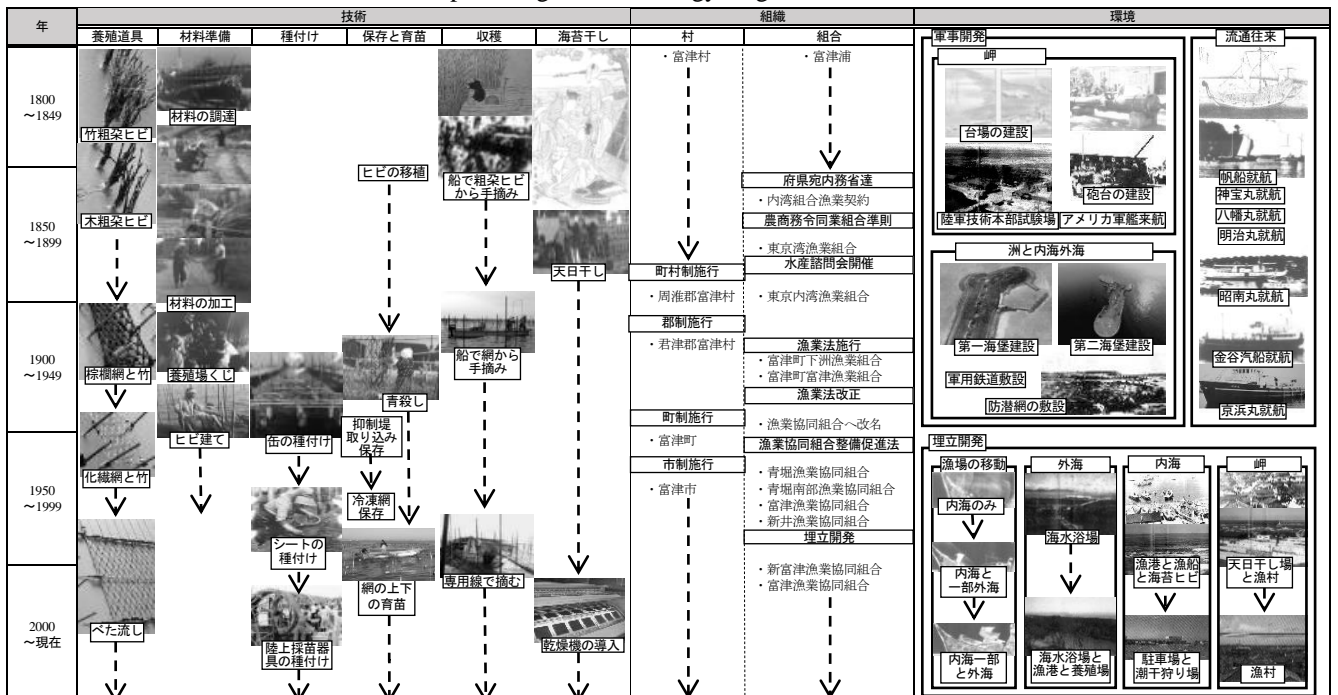 年
技術
組織
環境
養殖道具
材料準備
種付け
保存と育苗
収穫
海苔干し
村
組合
1800
～1849
1850
～1899
1900
～1949
1950
～1999
2000
～現在
竹粗朶ヒビ
木粗朶ヒビ
棕櫚網と竹
化繊網と竹
べた流し
材料の調達
材料の加工
養殖場くじ
ヒビ建て
缶の種付け
シートの
種付け
陸上採苗器
具の種付け
ヒビの移植
青殺し
抑制堤
取り込み
保存
冷凍網
保存
網の上下
の育苗
船で粗朶ヒビ
から手摘み
船で網から
手摘み
専用線で摘む
天日干し
乾燥機の導入
・富津村
町村制施行
・周淮郡富津村
郡制施行
・君津郡富津村
町制施行
・富津町
市制施行
・富津市
・富津浦
府県宛内務省達
・内湾組合漁業契約
農商務令同業組合準則
・東京湾漁業組合
水産諮問会開催
・東京内湾漁業組合
漁業法施行
・富津町下洲漁業組合
・富津町富津漁業組合
漁業法改正
・漁業協同組合へ改名
漁業協同組合整備促進法
・青堀漁業協同組合
・青堀南部漁業協同組合
・富津漁業協同組合
・新井漁業協同組合
埋立開発
・新富津漁業協同組合
・富津漁業協同組合
軍事開発
岬
台場の建設
砲台の建設
陸軍技術本部試験場
アメリカ軍艦来航
洲と内海外海
第一海堡建設
第二海堡建設
軍用鉄道敷設
防潜網の敷設
流通往来
帆船就航
神宝丸就航
八幡丸就航
明治丸就航
昭南丸就航
金谷汽船就航
京浜丸就航
埋立開発
漁場の移動
内海のみ
内海と
一部外海
内海一部
と外海
外海
海水浴場
海水浴場と
漁港と養殖場
内海
漁港と漁船
と海苔ヒビ
駐車場と
潮干狩り場
岬
天日干し場
と漁村
漁村